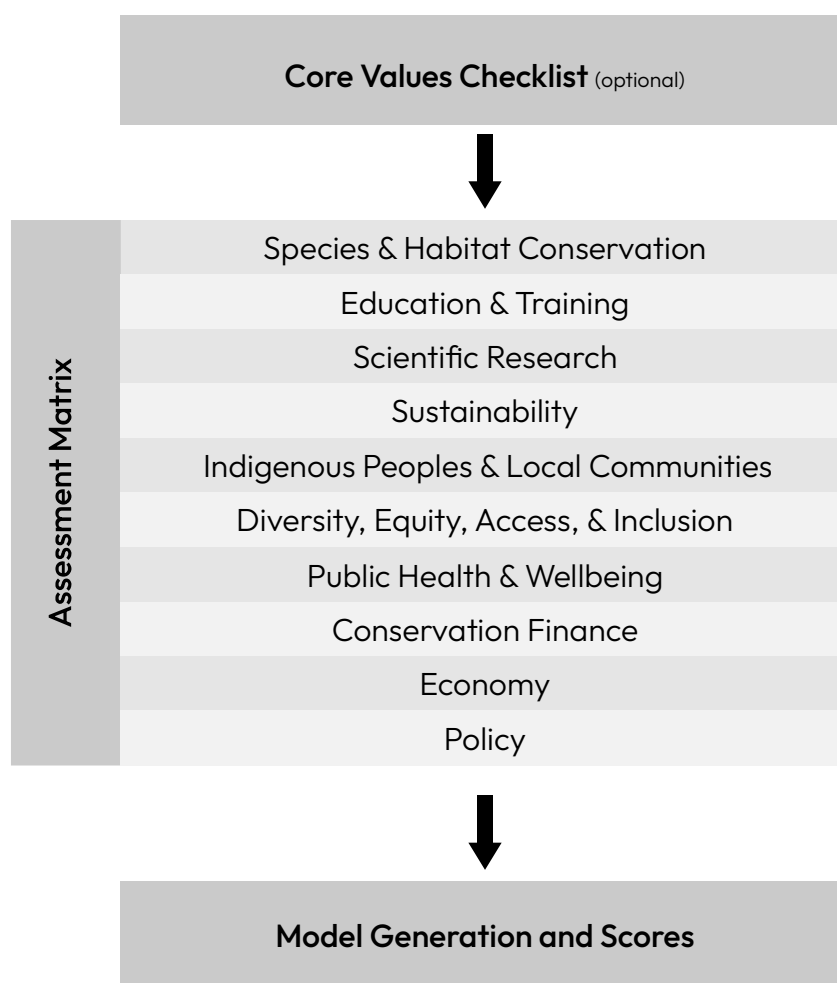 Core Values Checklist (optional)
Assessment Matrix
Species & Habitat Conservation
Education & Training
Scientific Research
Sustainability
Indigenous Peoples & Local Communities
Diversity, Equity, Access, & Inclusion
Public Health & Wellbeing
Conservation Finance
Economy
Policy
Model Generation and Scores